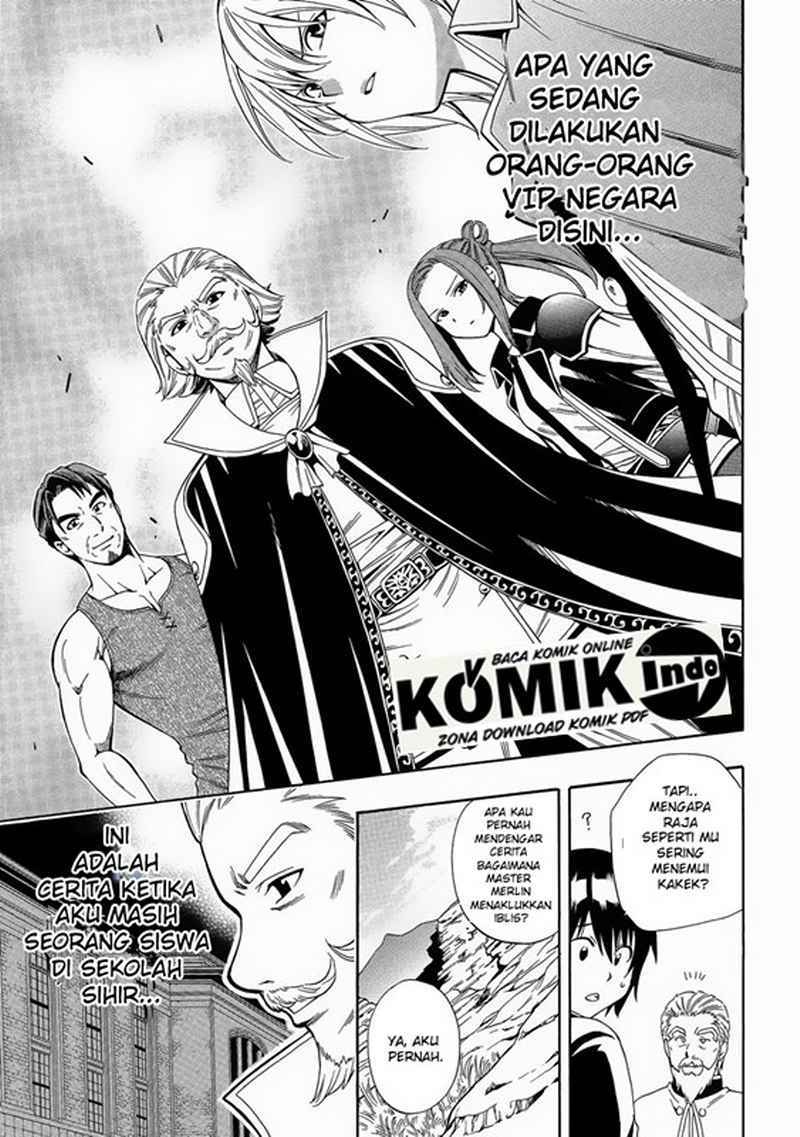 APA YANG
SEDANG
DILAKUKAN
ORANG-ORANG
VIP NEGARA
DISINI...
BACA KOMIK ONLINE
KOMIK Indo
ZONA DOWNLOAD KOMIK PDF
TAPI..
MENGAPA
RAJA
SEPERTI MU
SERING
MENEMUI
KAKEK?
?
APA KAU
PERNAH
MENDENGAR
CERITA
BAGAIMANA
MASTER
MERLIN
MENAKLUKKAN
IBLIS?
YA, AKU
PERNAH.
INI
ADALAH
CERITA KETIKA
AKU MASIH
SEORANG SISWA
DI SEKOLAH
SIHIR...